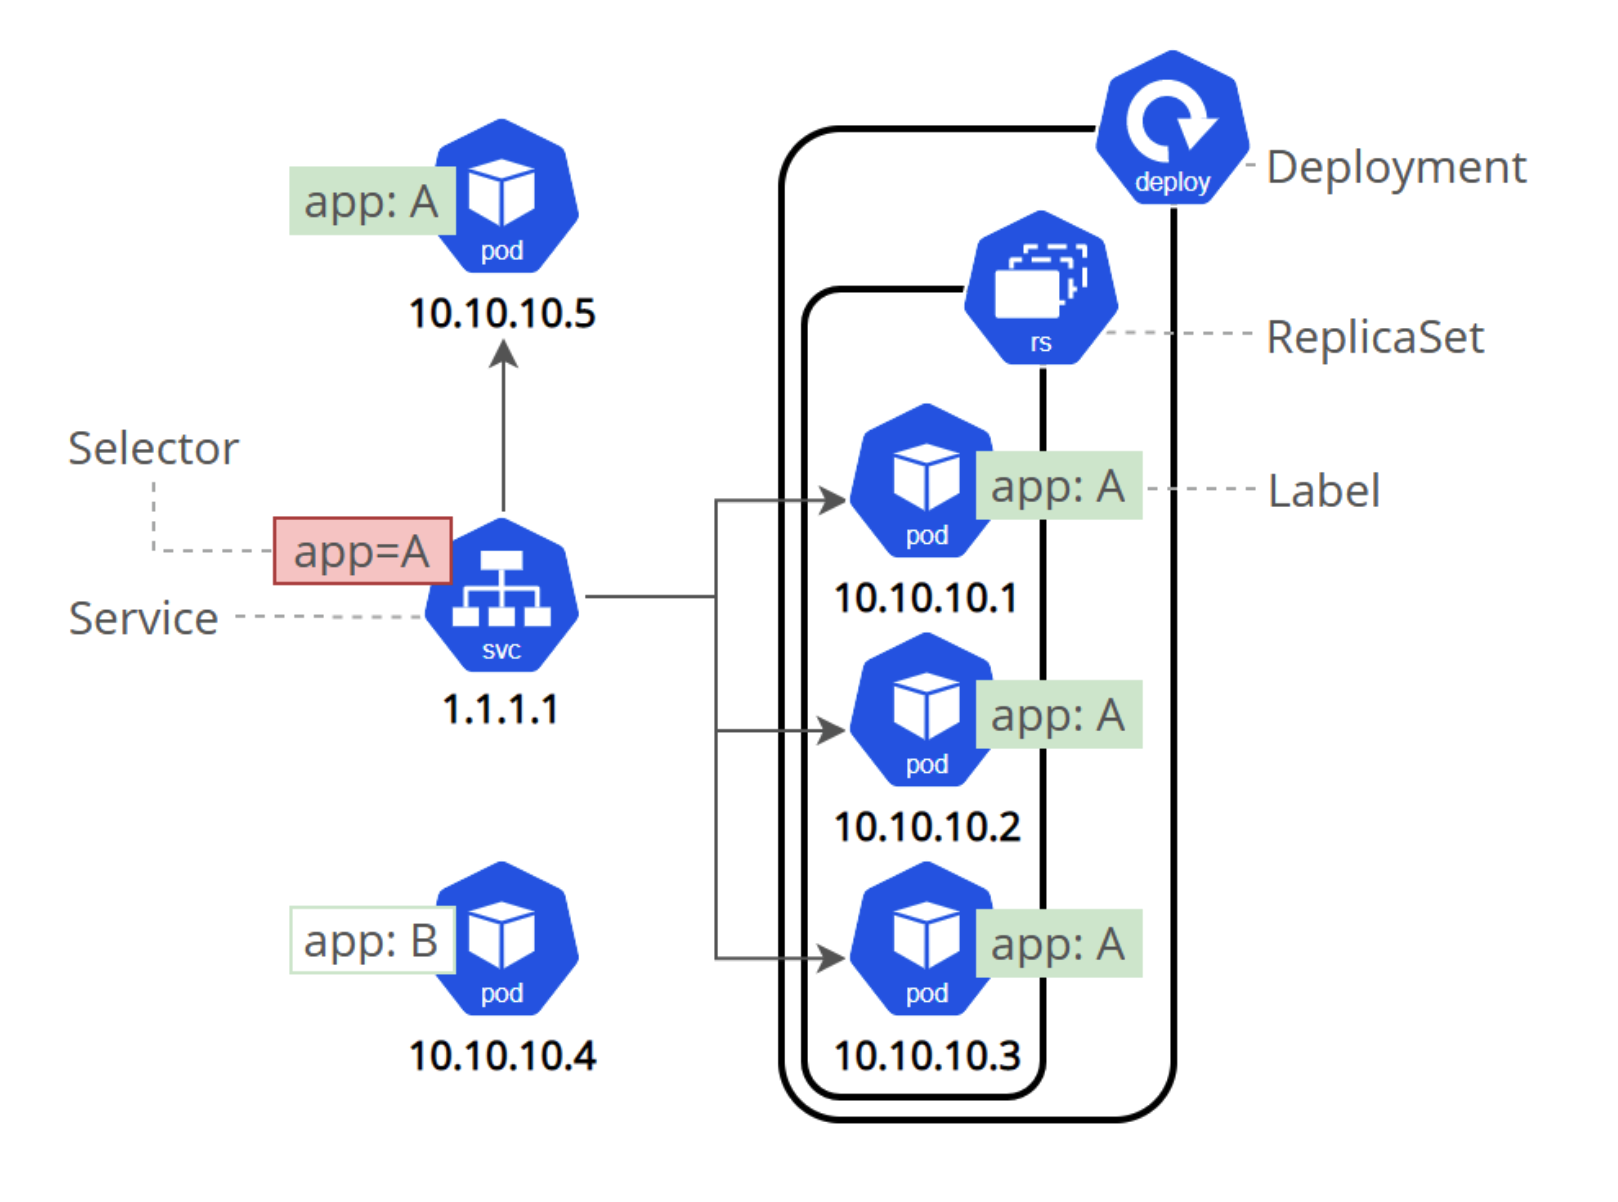 deploy
Deployment
app: A
pod
10.10.10.5
rs
ReplicaSet
Selector
app=A
Service
svc
1.1.1.1
app: A
Label
pod
10.10.10.1
app: A
pod
10.10.10.2
app: B
pod
10.10.10.4
app: A
pod
10.10.10.3